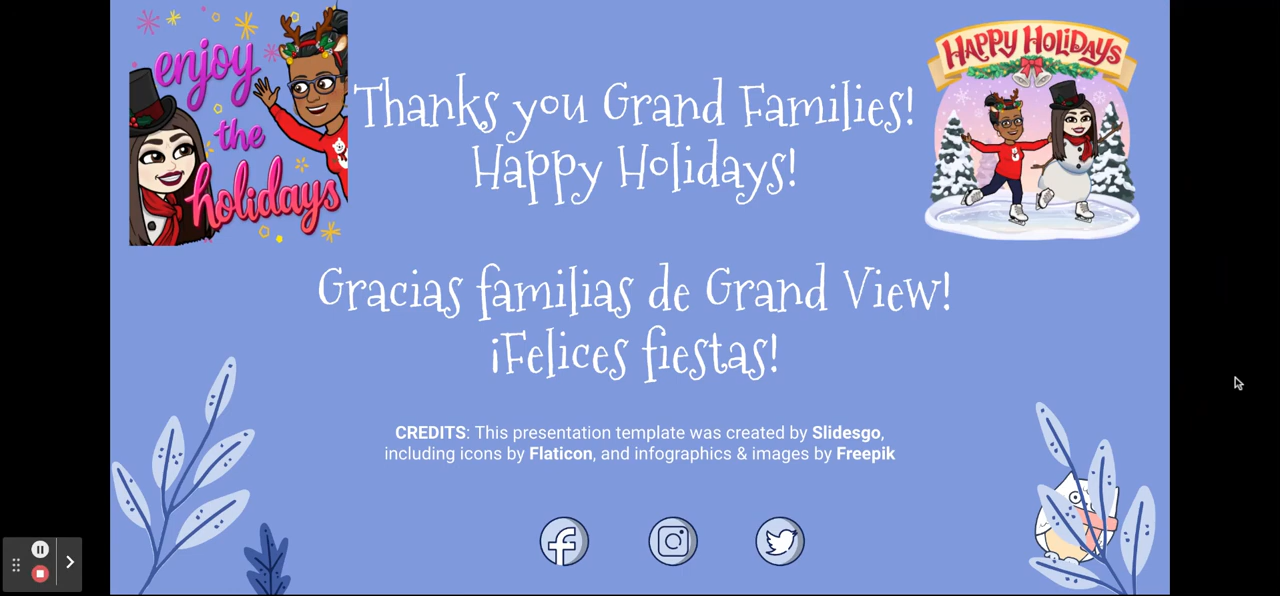 enjoy
the
holidays
Thanks you Grand Families!
Happy Holidays!
HAPPY HOLIDAYS
Gracias familias de Grand View!
¡Felices fiestas!
CREDITS: This presentation template was created by Slidesgo,
including icons by Flaticon, and infographics & images by Freepik